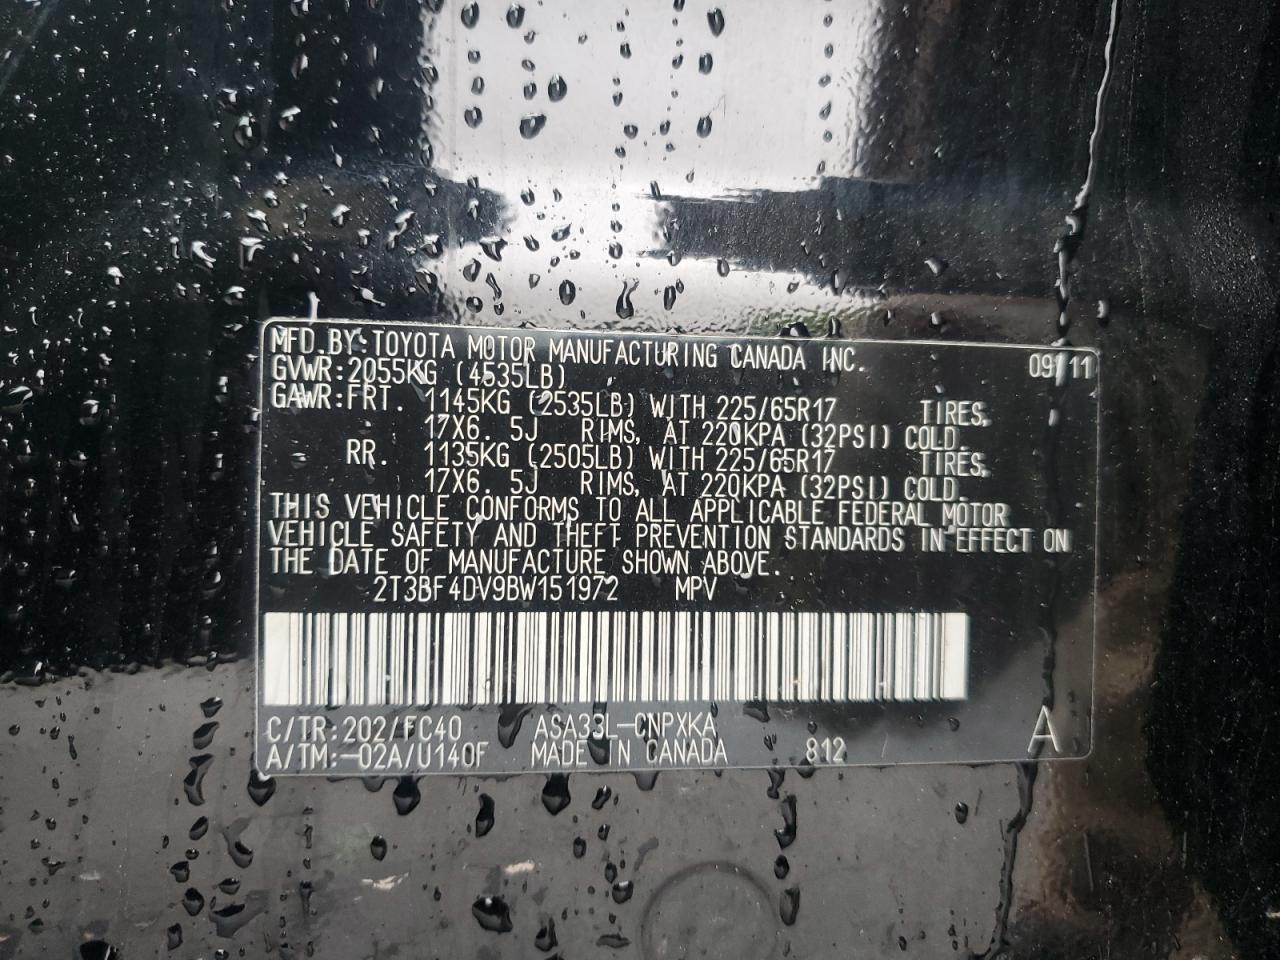 MFD.BY:TOYOTA MOTOR MANUFACTURING CANADA INC. 09/11
GVWR:2055KG (4535LB)
GAWR:FRT. 1145KG (2535LB) WITH 225/65R17 TIRES,
17X6.5J RIMS, AT 220KPA (32PSI) COLD.
RR. 1135KG (2505LB) WITH 225/65R17 TIRES,
17X6.5J RIMS, AT 220KPA (32PSI) COLD.
THIS VEHICLE CONFORMS TO ALL APPLICABLE FEDERAL MOTOR
VEHICLE SAFETY AND THEFT PREVENTION STANDARDS IN EFFECT ON
THE DATE OF MANUFACTURE SHOWN ABOVE.
2T3BF4DV9BW151972 MPV
C/TR:202/FC40 ASA33L-CNPXKA
A/TM:-02A/U140F MADE IN CANADA 812 A